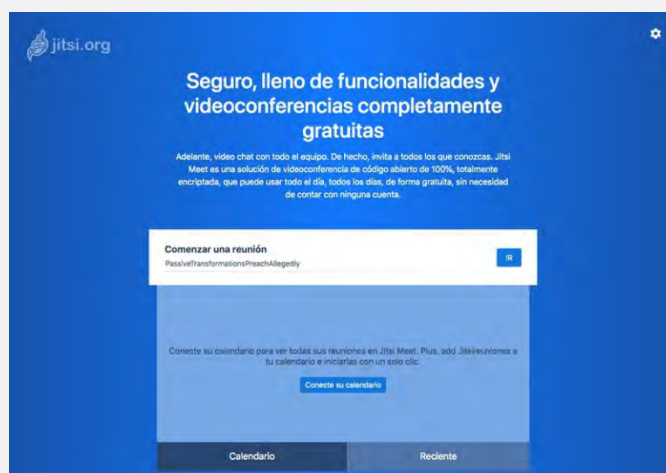 jitsi.org
Seguro, lleno de funcionalidades y
videoconferencias completamente
gratuitas
Adelante, video chat con todo el equipo. De hecho, invita a todos los que conozcas. Jitsi
Meet es una solución de videoconferencia de código abierto de 100%, totalmente
encriptada, que puede usar todo el día, todos los días, de forma gratuita, sin necesidad
de contar con ninguna cuenta.
Comenzar una reunión
PassiveTransformationsPreachAllegedly
IR
Conecte su calendario para ver todas sus reuniones en Jitsi Meet. Plus, add Jitsireuniones a
tu calendario e iniciarlas con un solo clic.
Conecte su calendario
Calendario
Reciente